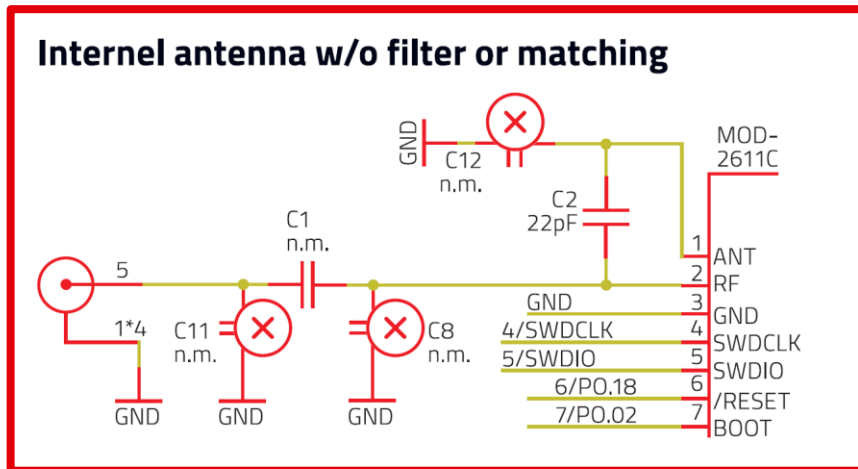 Internel antenna w/o filter or matching
GND
C12
n.m.
MOD-
2611C
C2
22pF
C1
n.m.
5
1*4
C11
n.m.
C8
n.m.
GND
GND
GND
1
ANT
2
RF
GND
3
GND
4/SWDCLK
4
SWDCLK
5/SWDIO
5
SWDIO
6/PO.18
6
/RESET
7/PO.02
7
BOOT